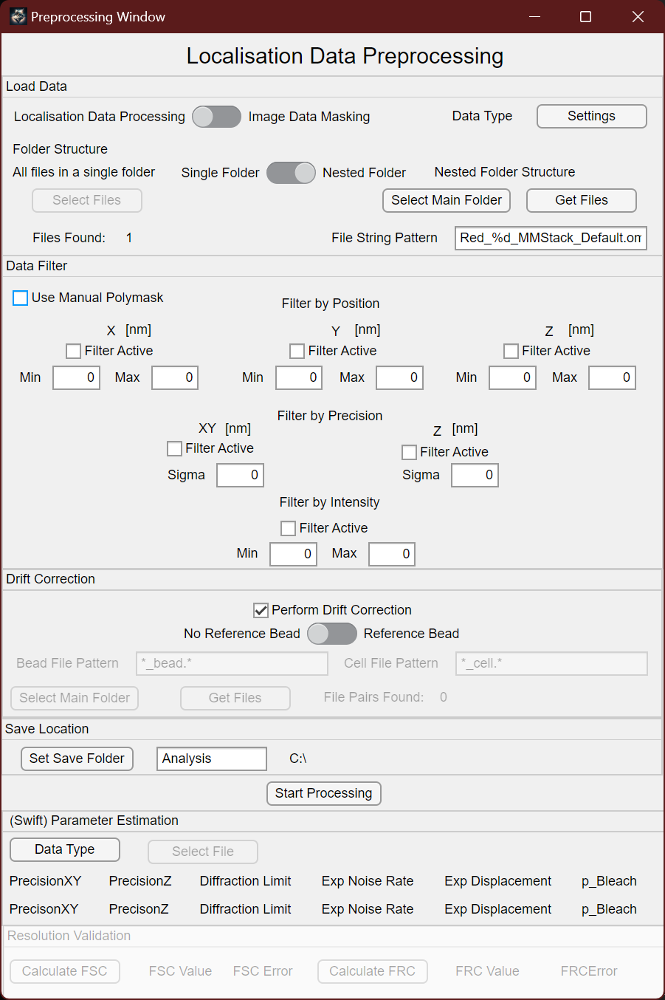 Preprocessing Window
Localisation Data Preprocessing
Load Data
Localisation Data Processing Image Data Masking Data Type Settings
Folder Structure
All files in a single folder Single Folder Nested Folder Nested Folder Structure
Select Files Select Main Folder Get Files
Files Found: 1 File String Pattern Red_%d_MMStack_Default.om
Data Filter
Use Manual Polymask
Filter by Position
X [nm] Y [nm] Z [nm]
Filter Active Filter Active Filter Active
Min 0 Max 0 Min 0 Max 0 Min 0 Max 0
Filter by Precision
XY [nm] Z [nm]
Filter Active Filter Active
Sigma 0 Sigma 0
Filter by Intensity
Filter Active
Min 0 Max 0
Drift Correction
Perform Drift Correction
No Reference Bead Reference Bead
Bead File Pattern *_bead.* Cell File Pattern *_cell.*
Select Main Folder Get Files File Pairs Found: 0
Save Location
Set Save Folder Analysis C:\
Start Processing
(Swift) Parameter Estimation
Data Type Select File
PrecisionXY PrecisionZ Diffraction Limit Exp Noise Rate Exp Displacement p_Bleach
PrecisonXY PrecisonZ Diffraction Limit Exp Noise Rate Exp Displacement p_Bleach
Resolution Validation
Calculate FSC FSC Value FSC Error Calculate FRC FRC Value FRCError